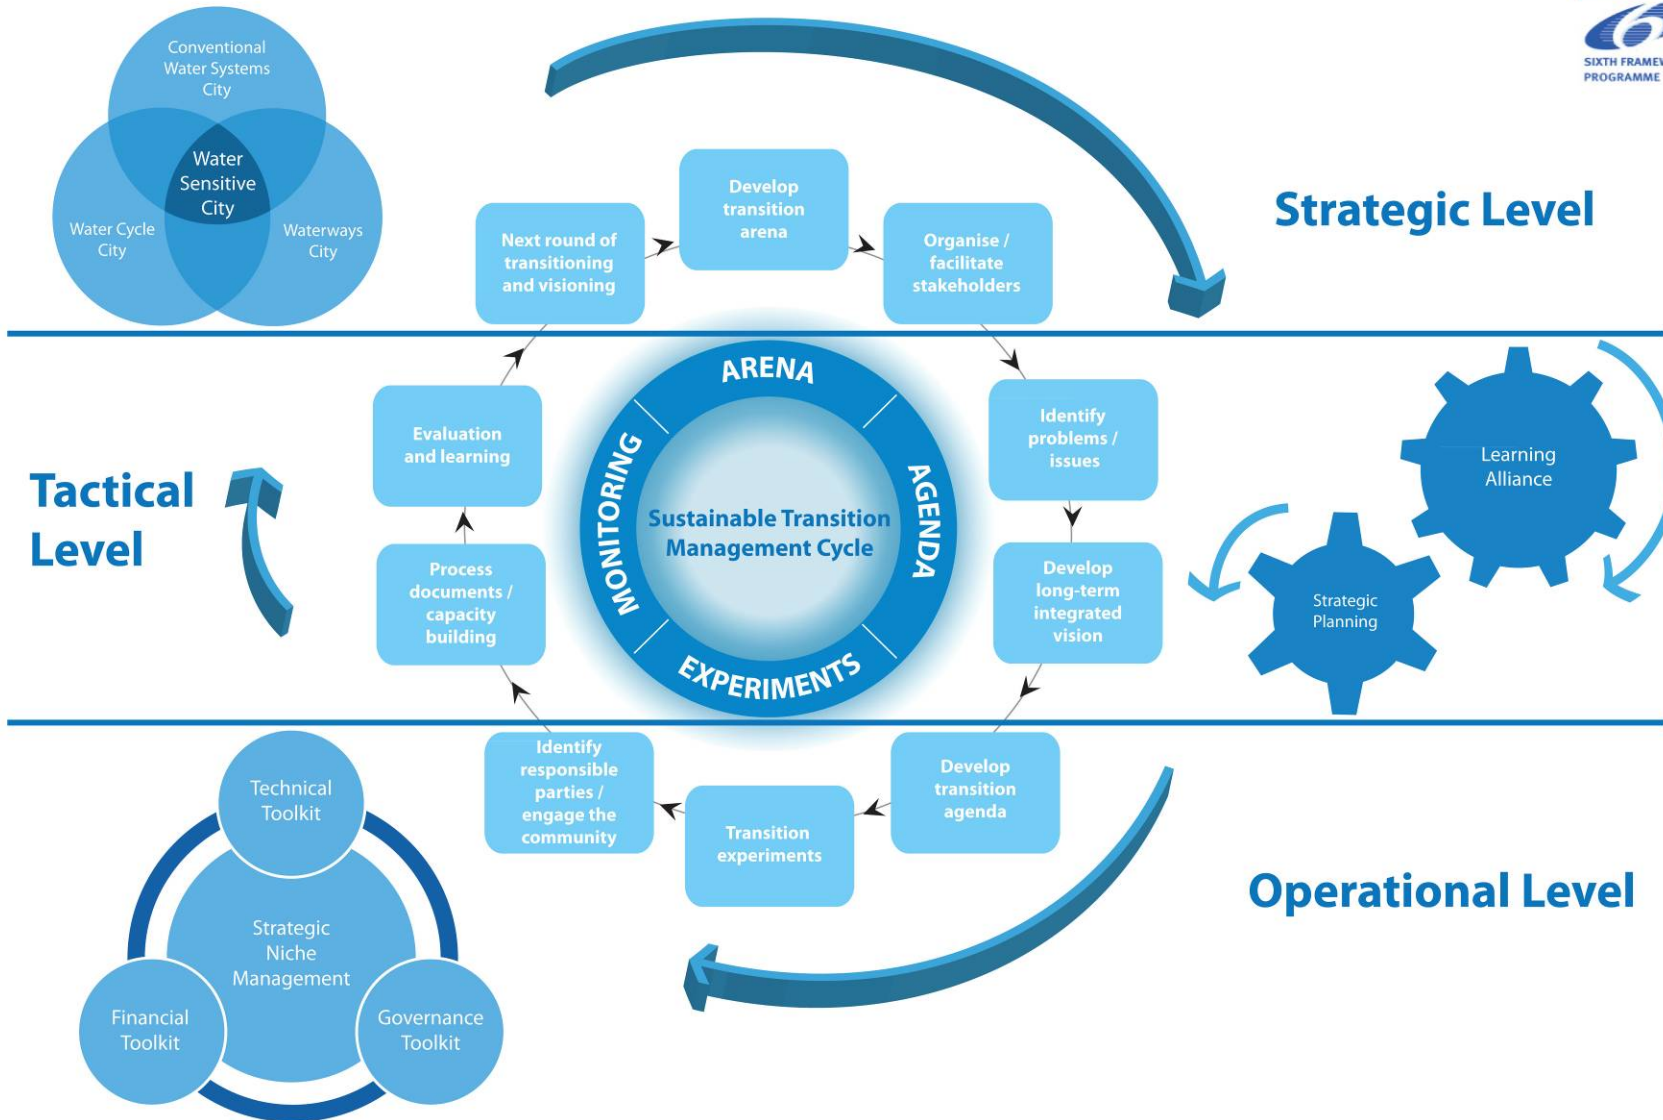 Conventional
Water Systems
City
Water
Sensitive
City
Water Cycle
City
Waterways
City
SIXTH
PROGRAMME
Strategic Level
Develop
transition
arena
Next round of
transitioning
and visioning
Organise /
facilitate
stakeholders
Tactical
Level
Evaluation
and learning
Process
documents /
capacity
building
ARENA
AGENDA
EXPERIMENTS
MONITORING
Sustainable Transition
Management Cycle
Identify
problems /
issues
Develop
long-term
integrated
vision
Learning
Alliance
Strategic
Planning
Identify
responsible
parties /
engage the
community
Transition
experiments
Develop
transition
agenda
Operational Level
Technical
Toolkit
Strategic
Niche
Management
Financial
Toolkit
Governance
Toolkit